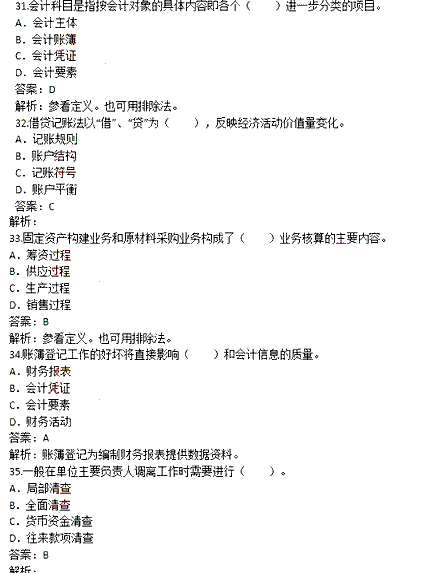 31.会计科目是指按会计对象的具体内容即各个（　　）进一步分类的项目。
A．会计主体
B．会计账簿
C．会计凭证
D．会计要素
答案：D
解析：参看定义。也可用排除法。
32.借贷记账法以“借”、“贷”为（　　），反映经济活动价值量变化。
A．记账规则
B．账户结构
C．记账符号
D．账户平衡
答案：C
解析：
33.固定资产构建业务和原材料采购业务构成了（　　）业务核算的主要内容。
A．筹资过程
B．供应过程
C．生产过程
D．销售过程
答案：B
解析：参看定义。也可用排除法。
34.账簿登记工作的好坏将直接影响（　　）和会计信息的质量。
A．财务报表
B．会计凭证
C．会计要素
D．财务活动
答案：A
解析：账簿登记为编制财务报表提供数据资料。
35.一般在单位主要负责人调离工作时需要进行（　　）。
A．局部清查
B．全面清查
C．货币资金清查
D．往来款项清查
答案：B
解析：